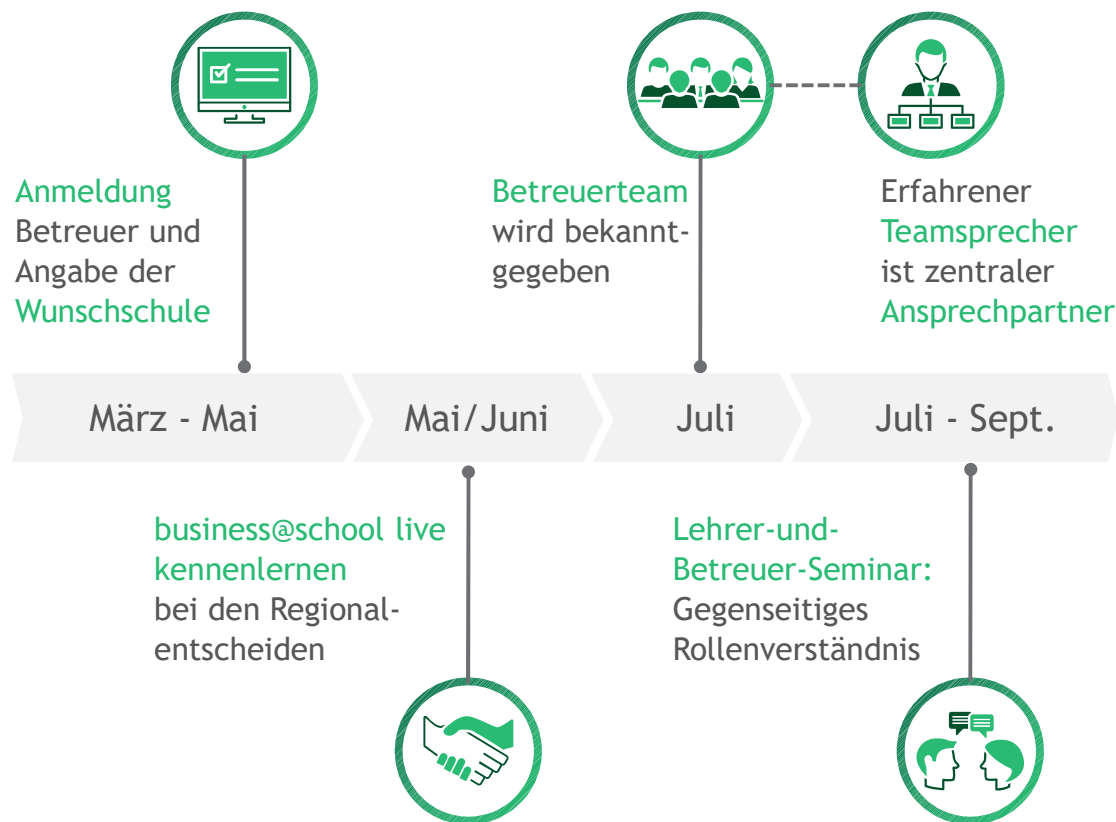 Anmeldung
Betreuer und
Angabe der
Wunschschule
Betreuerteam
wird bekannt-
gegeben
Erfahrener
Teamsprecher
ist zentraler
Ansprechpartner
März - Mai
Mai/Juni
Juli
Juli - Sept.
business@school live
kennenlernen
bei den Regional-
entscheiden
Lehrer-und-
Betreuer-Seminar:
Gegenseitiges
Rollenverständnis